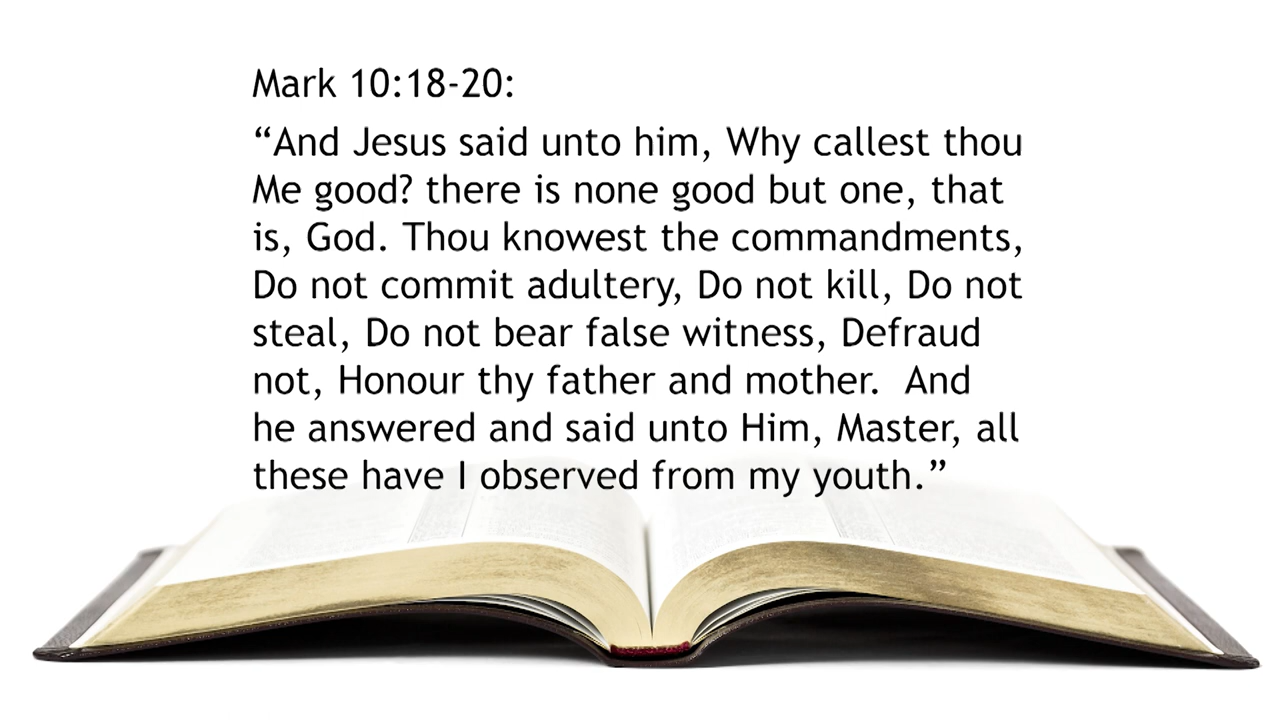 Mark 10:18-20:
“And Jesus said unto him, Why callest thou
Me good? there is none good but one, that
is, God. Thou knowest the commandments,
Do not commit adultery, Do not kill, Do not
steal, Do not bear false witness, Defraud
not, Honour thy father and mother.  And
he answered and said unto Him, Master, all
these have I observed from my youth.”